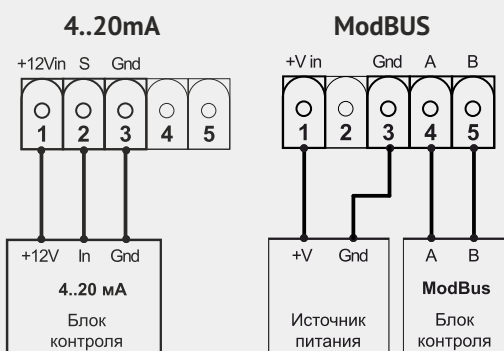 4..20mA
ModBUS
+12Vin S Gnd
+V in Gnd A B
1 2 3 4 5
1 2 3 4 5
+12V In Gnd
+V Gnd
A B
4..20 мА
Блок
контроля
Источник
питания
ModBus
Блок
контроля